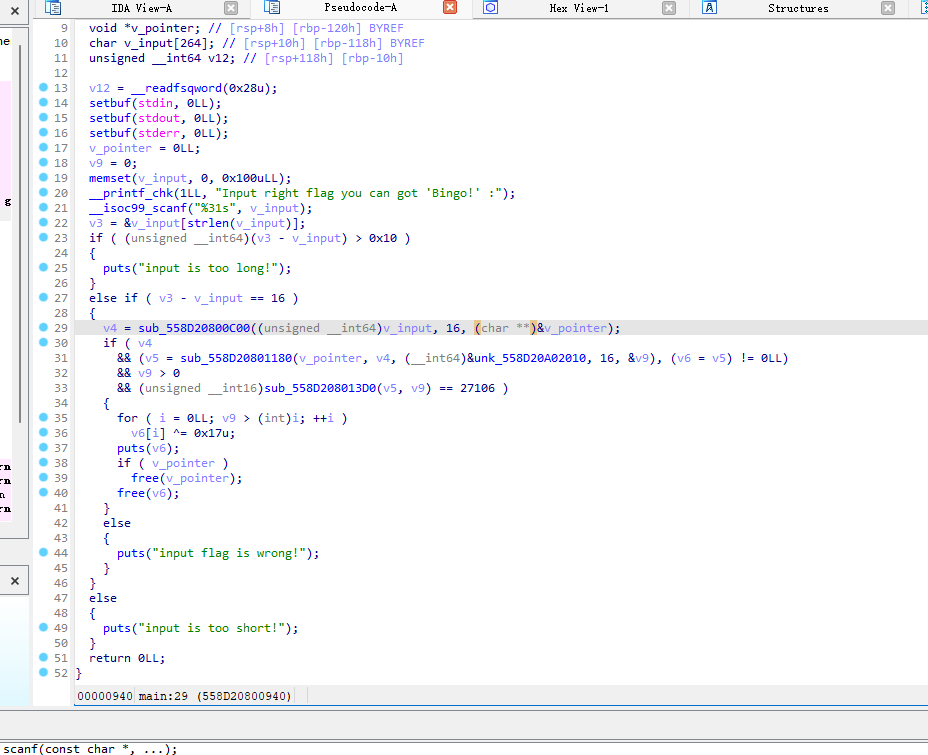 IDA View-A Pseudocode-A Hex View-1 Structures
9 void *v_pointer; // [rsp+8h] [rbp-120h] BYREF
10 char v_input[264]; // [rsp+10h] [rbp-118h] BYREF
11 unsigned __int64 v12; // [rsp+118h] [rbp-10h]
12
13 v12 = __readfsqword(0x28u);
14 setbuf(stdin, 0LL);
15 setbuf(stdout, 0LL);
16 setbuf(stderr, 0LL);
17 v_pointer = 0LL;
18 v9 = 0;
19 memset(v_input, 0, 0x100uLL);
20 __printf_chk(1LL, "Input right flag you can got 'Bingo!' :");
21 __isoc99_scanf("%31s", v_input);
22 v3 = &v_input[strlen(v_input)];
23 if ( (unsigned __int64)(v3 - v_input) > 0x10 )
24 {
25 puts("input is too long!");
26 }
27 else if ( v3 - v_input == 16 )
28 {
29 v4 = sub_558D20800C00((unsigned __int64)v_input, 16, (char **)&v_pointer);
30 if ( v4
31 && (v5 = sub_558D20801180(v_pointer, v4, (__int64)&unk_558D20A02010, 16, &v9), (v6 = v5) != 0LL)
32 && v9 > 0
33 && (unsigned __int16)sub_558D208013D0(v5, v9) == 27106 )
34 {
35 for ( i = 0LL; v9 > (int)i; ++i )
36 v6[i] ^= 0x17u;
37 puts(v6);
38 if ( v_pointer )
39 free(v_pointer);
40 free(v6);
41 }
42 else
43 {
44 puts("input flag is wrong!");
45 }
46 }
47 else
48 {
49 puts("input is too short!");
50 }
51 return 0LL;
52 }
00000940 main:29 (558D20800940)
scanf(const char *, ...);